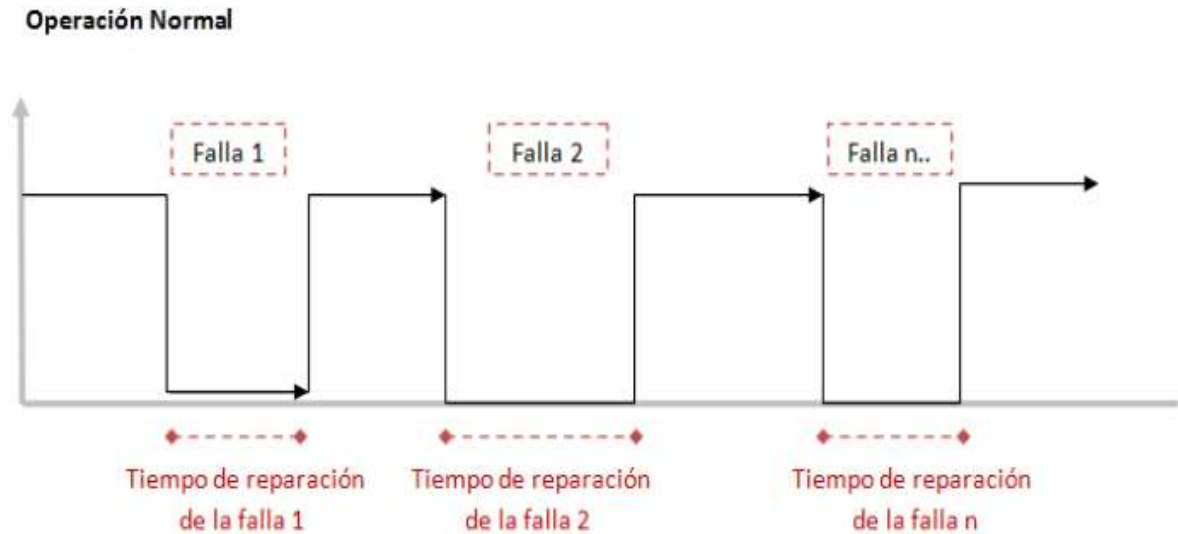 Operación Normal
Falla 1
Falla 2
Falla n..
Tiempo de reparación
de la falla 1
Tiempo de reparación
de la falla 2
Tiempo de reparación
de la falla n